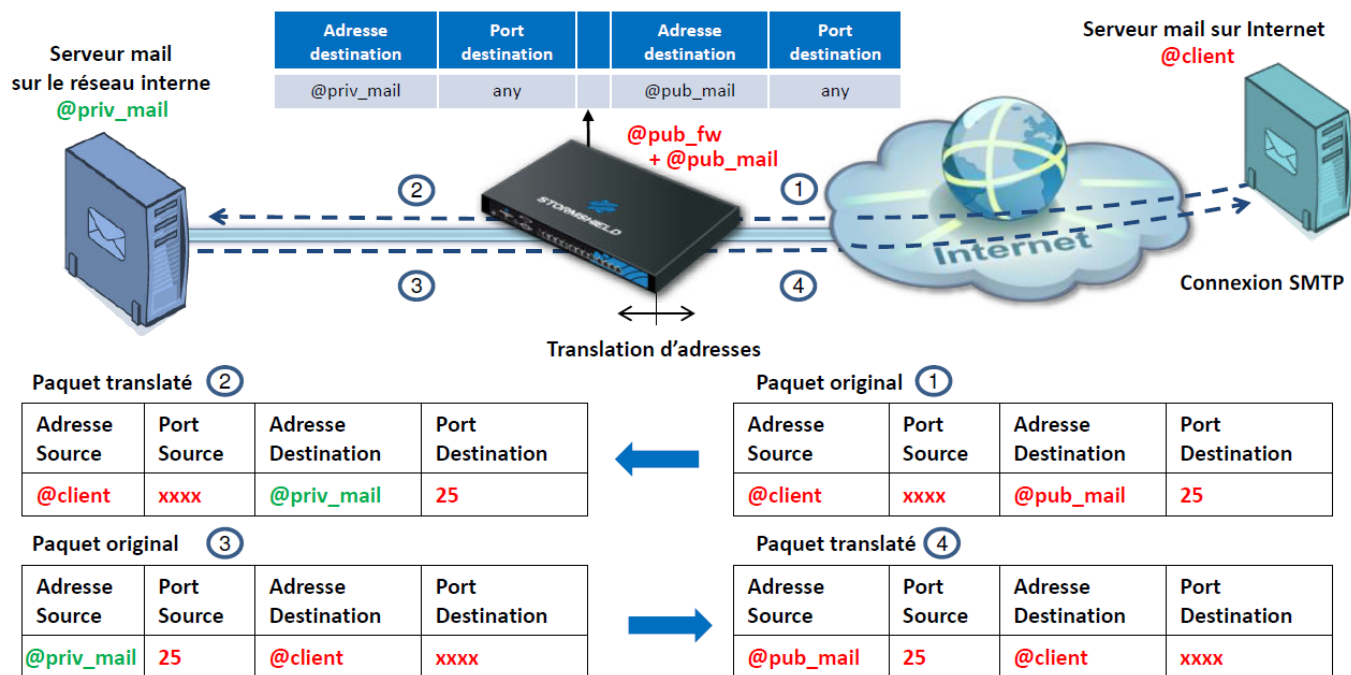 Serveur mail
sur le réseau interne
@priv_mail
Adresse destination | Port destination | | Adresse destination | Port destination
@priv_mail | any | | @pub_mail | any
Serveur mail sur Internet
@client
@pub_fw
+ @pub_mail
2
1
STORMSHIELD
Internet
3
4
Connexion SMTP
Translation d'adresses
Paquet translaté 2
Adresse Source | Port Source | Adresse Destination | Port Destination
@client | xxxx | @priv_mail | 25
Paquet original 1
Adresse Source | Port Source | Adresse Destination | Port Destination
@client | xxxx | @pub_mail | 25
Paquet original 3
Adresse Source | Port Source | Adresse Destination | Port Destination
@priv_mail | 25 | @client | xxxx
Paquet translaté 4
Adresse Source | Port Source | Adresse Destination | Port Destination
@pub_mail | 25 | @client | xxxx